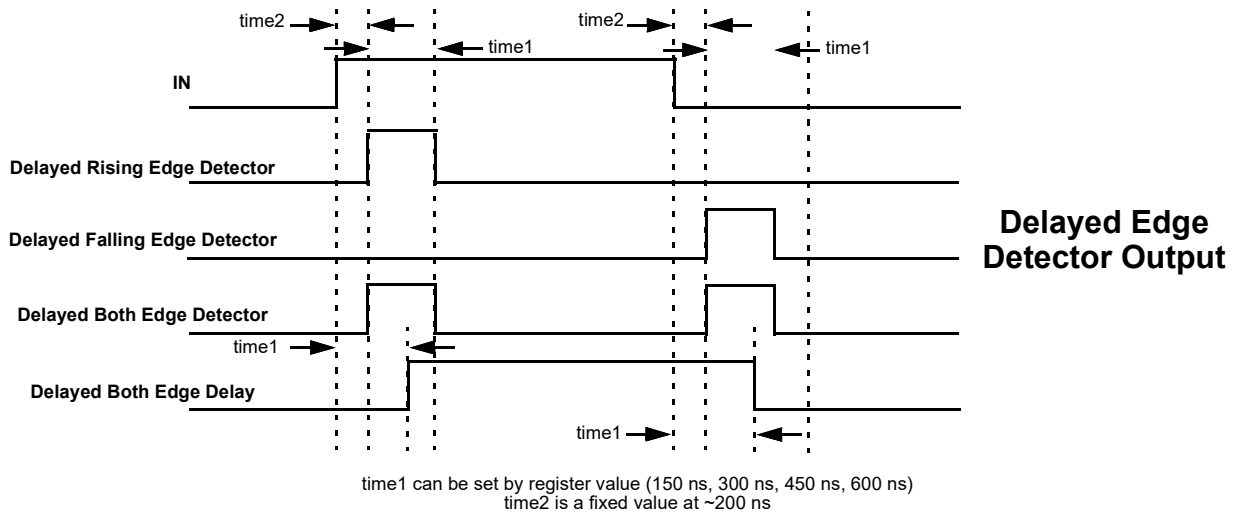 time2
time2
time1
time1
IN
Delayed Rising Edge Detector
Delayed Falling Edge Detector
Delayed Edge
Detector Output
Delayed Both Edge Detector
time1
Delayed Both Edge Delay
time1
time1 can be set by register value (150 ns, 300 ns, 450 ns, 600 ns)
time2 is a fixed value at ~200 ns